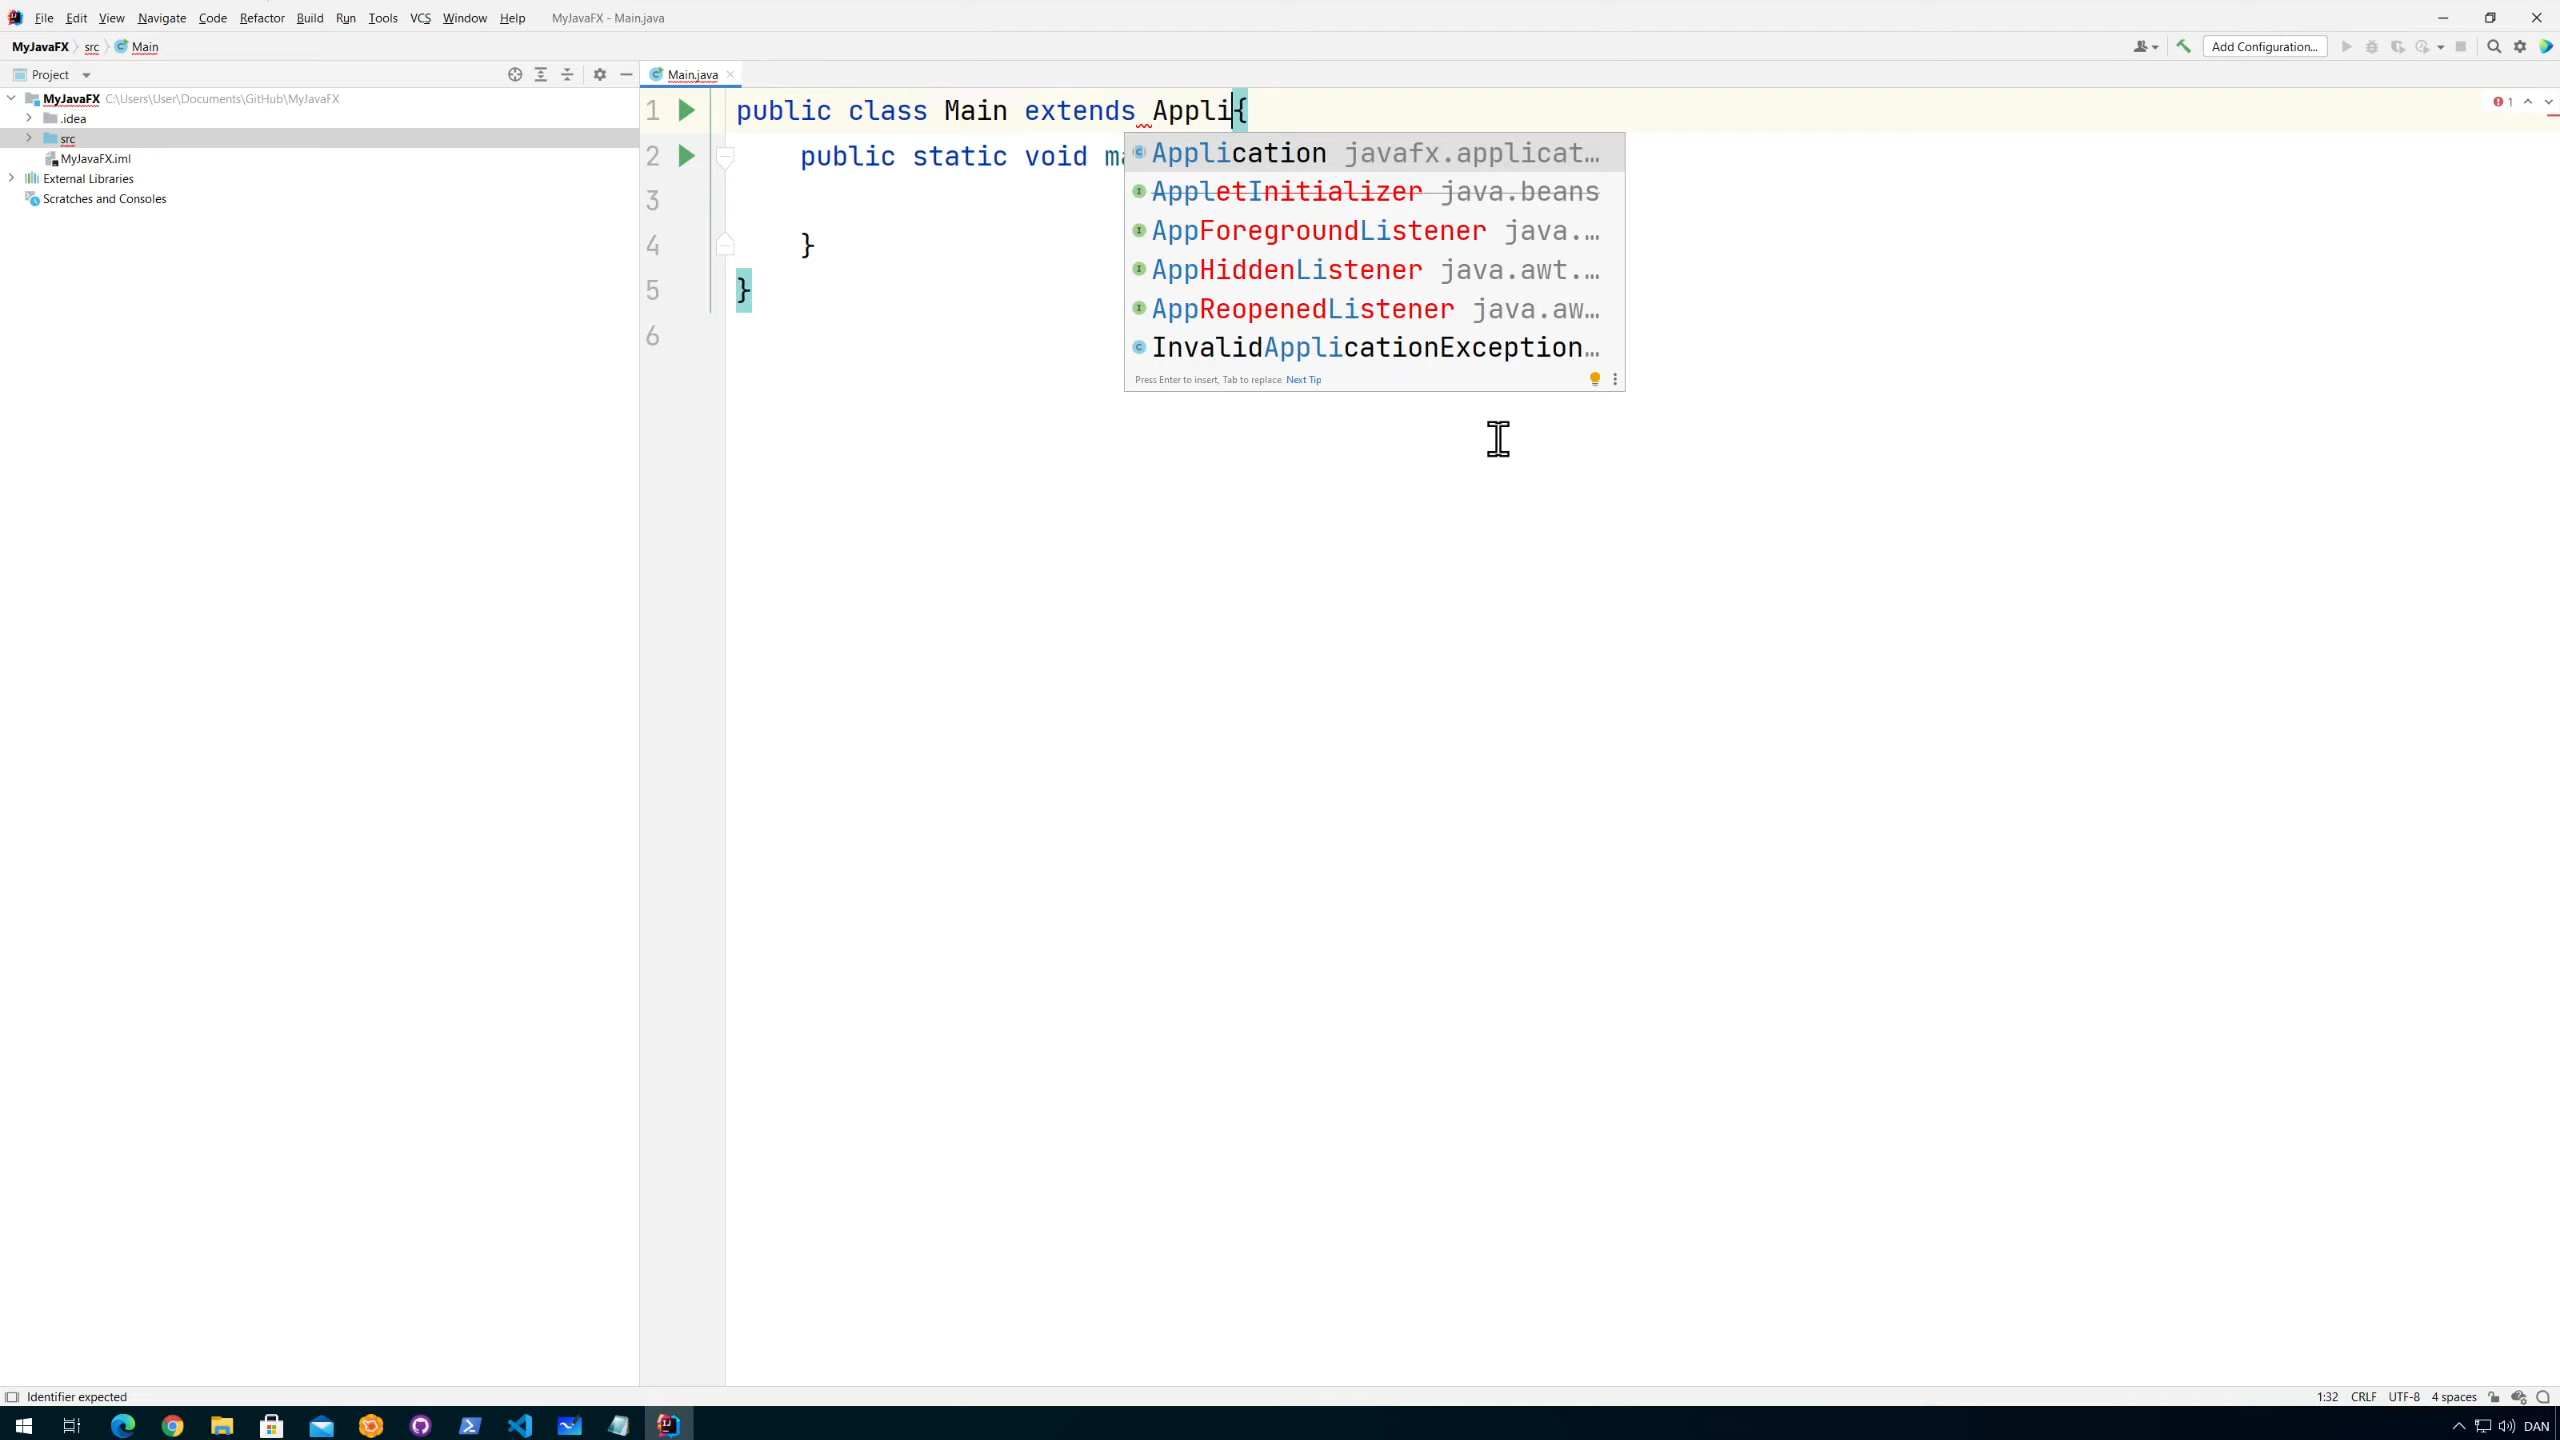 File Edit View Navigate Code Refactor Build Run Tools VCS Window Help MyJavaFX - Main.java
MyJavaFX src Main Add Configuration...
Project Main.java
MyJavaFX C:\Users\User\Documents\GitHub\MyJavaFX
.idea
src
MyJavaFX.iml
External Libraries
Scratches and Consoles
1 public class Main extends Appli{
2 public static void ma
3
4 }
5 }
6
Application javafx.applicat…
AppletInitializer java.beans
AppForegroundListener java.…
AppHiddenListener java.awt.…
AppReopenedListener java.aw…
InvalidApplicationException…
Press Enter to insert, Tab to replace Next Tip
1
Identifier expected 1:32 CRLF UTF-8 4 spaces
DAN